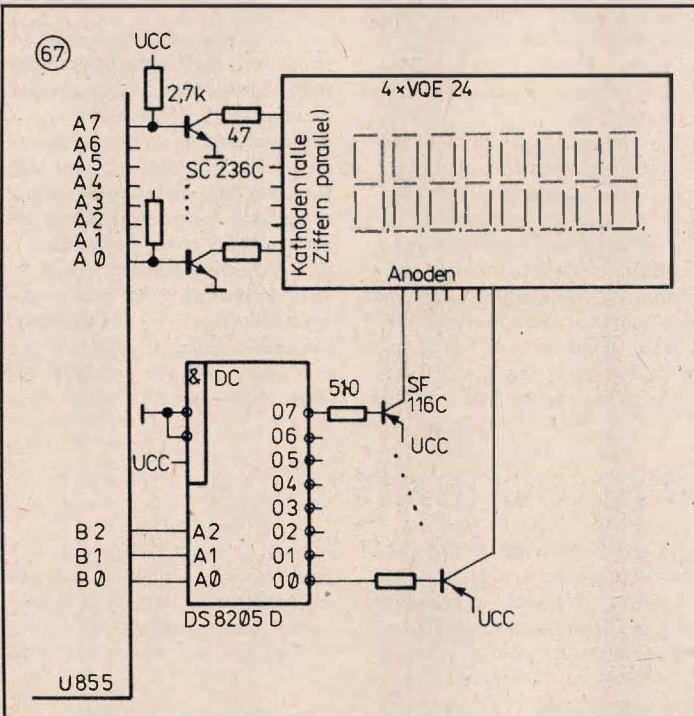 67
UCC
2,7k
4 × VQE 24
A7
47
A6
SC 236C
A5
A4
A3
A2
A1
A0
Kathoden (alle
Ziffern parallel)
Anoden
& DC
510
SF
116C
07
06
UCC
UCC
05
04
03
B2
A2
02
B1
A1
01
B0
A0
00
DS 8205 D
UCC
U855